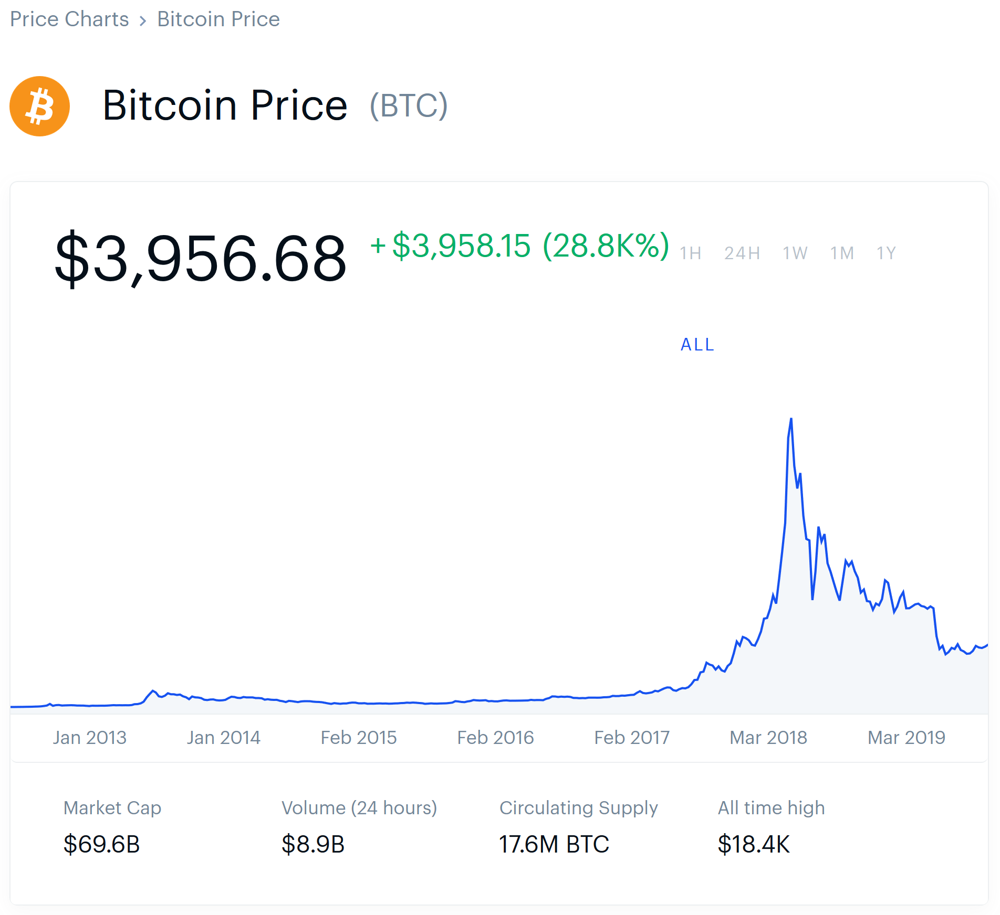 Price Charts › Bitcoin Price
Bitcoin Price (BTC)
$3,956.68 +$3,958.15 (28.8K%) 1H 24H 1W 1M 1Y
ALL
Jan 2013 Jan 2014 Feb 2015 Feb 2016 Feb 2017 Mar 2018 Mar 2019
Market Cap Volume (24 hours) Circulating Supply All time high
$69.6B $8.9B 17.6M BTC $18.4K